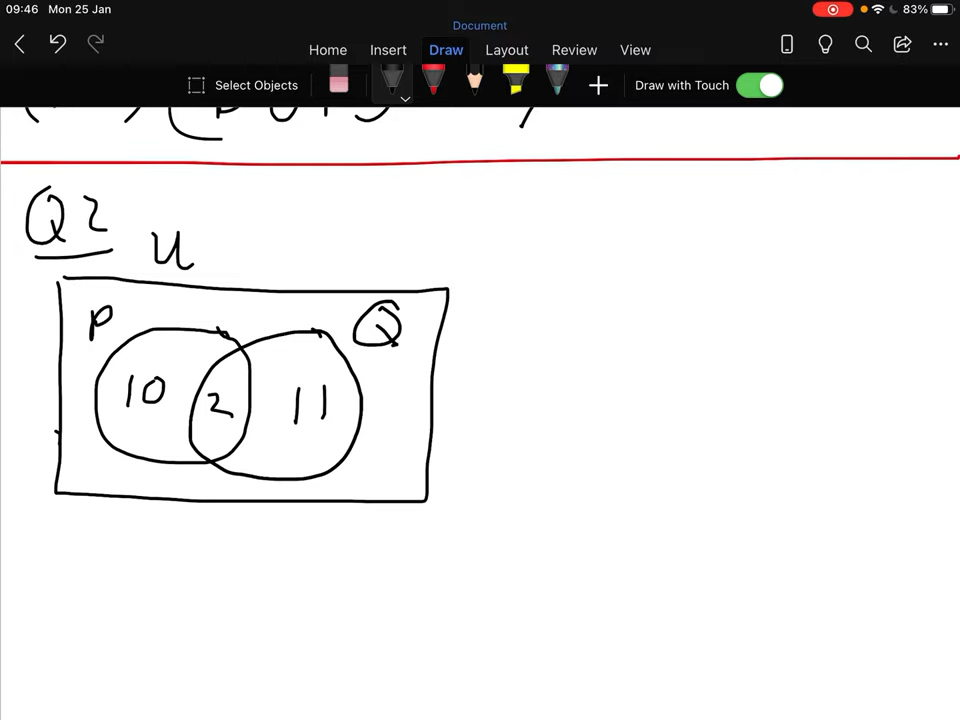 09:46 Mon 25 Jan 83%
Document
Home Insert Draw Layout Review View
Select Objects Draw with Touch
Q2
U
P Q
10 2 11